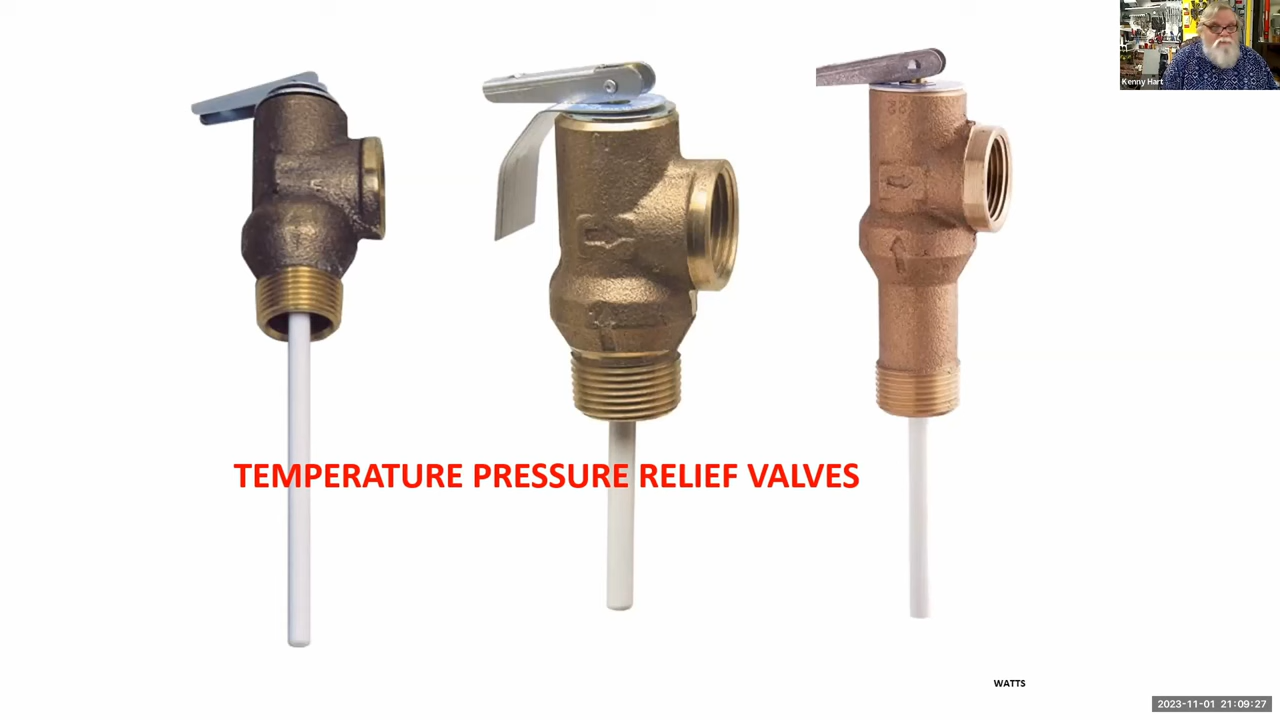 Kenny Hart
TEMPERATURE PRESSURE RELIEF VALVES
WATTS
2023-11-01 21:09:27